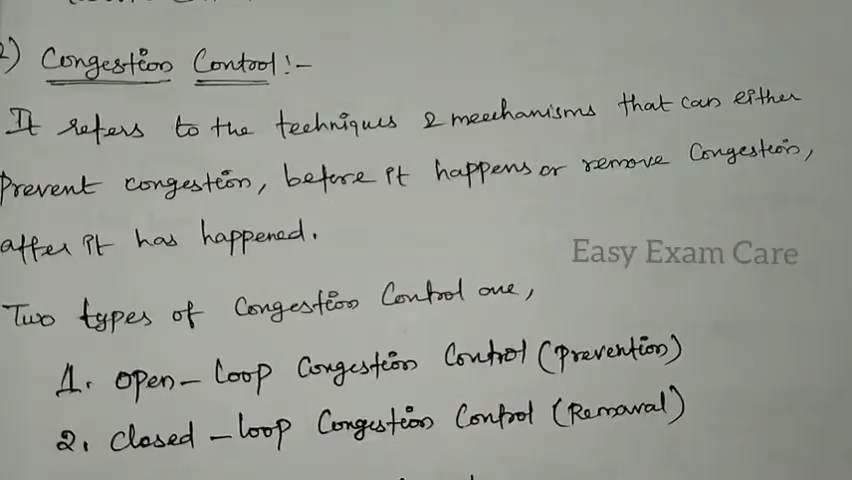 2) Congestion Control :-
It refers to the techniques & meechanisms that can either
Prevent congestion, before it happens or remove Congestion,
after it has happened.
Easy Exam Care
Two types of Congestion Control are,
1. open-Loop Congestion Control (Prevention)
2. closed-loop Congestion Control (Removal)